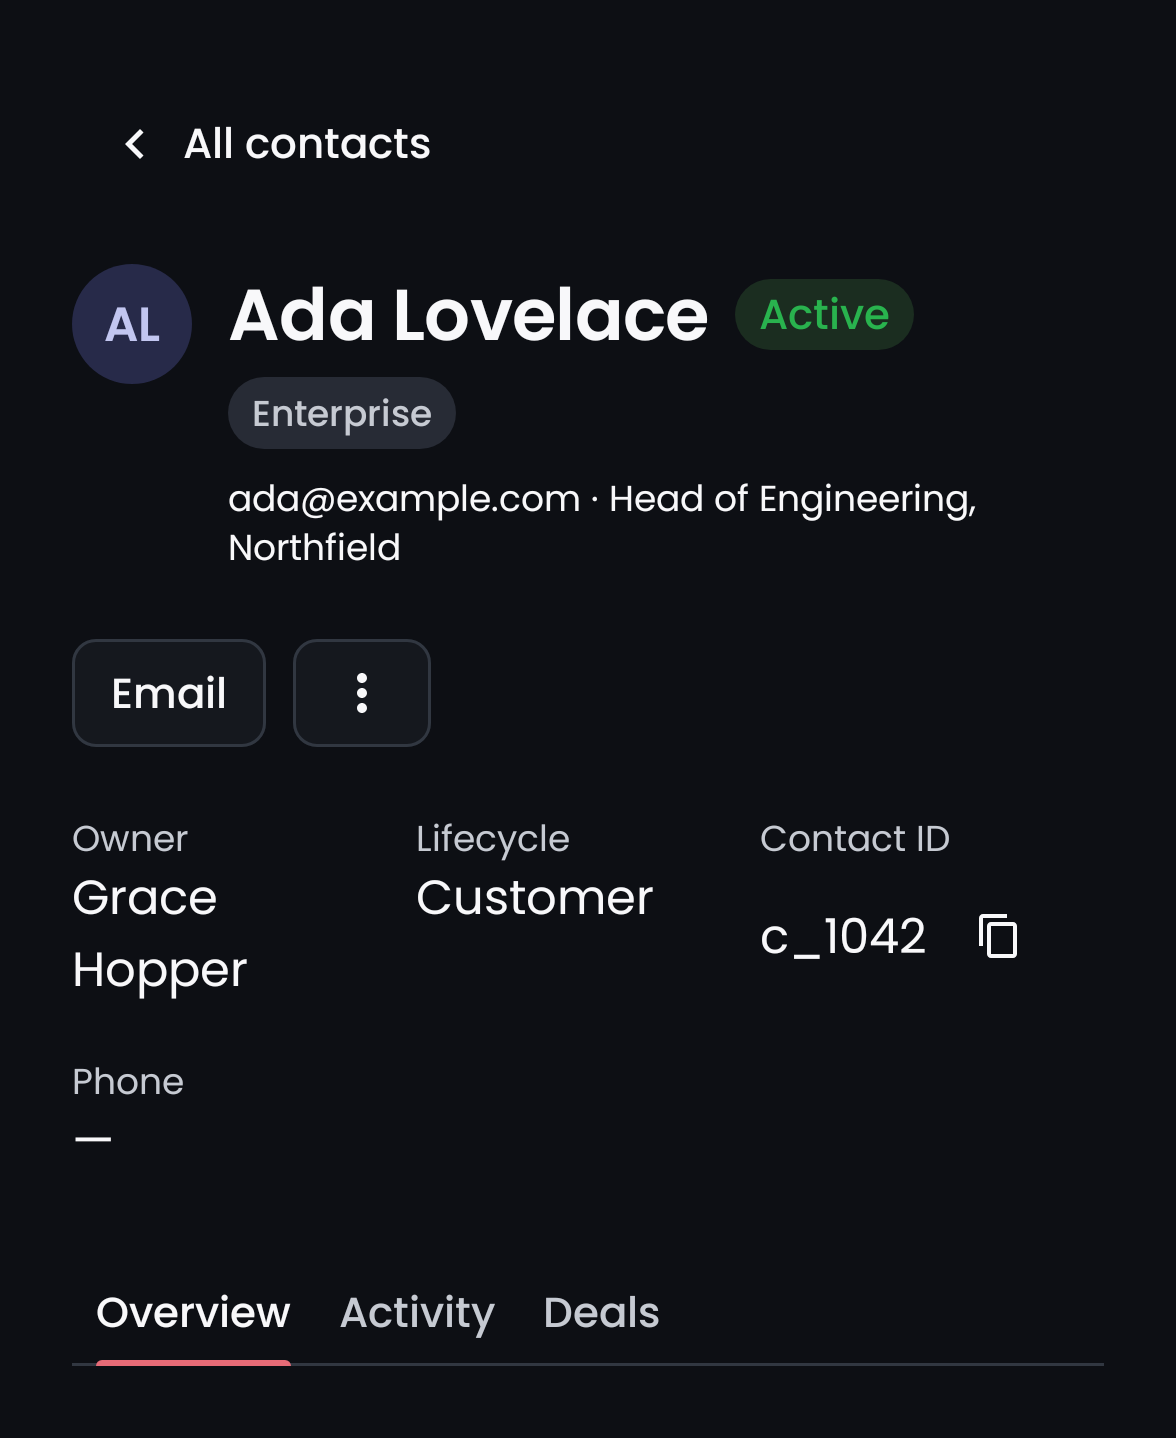 All contacts
AL
Ada Lovelace Active
Enterprise
ada@example.com · Head of Engineering,
Northfield
Email
Owner Lifecycle Contact ID
Grace Customer
Hopper
c_1042
Phone
—
Overview Activity Deals